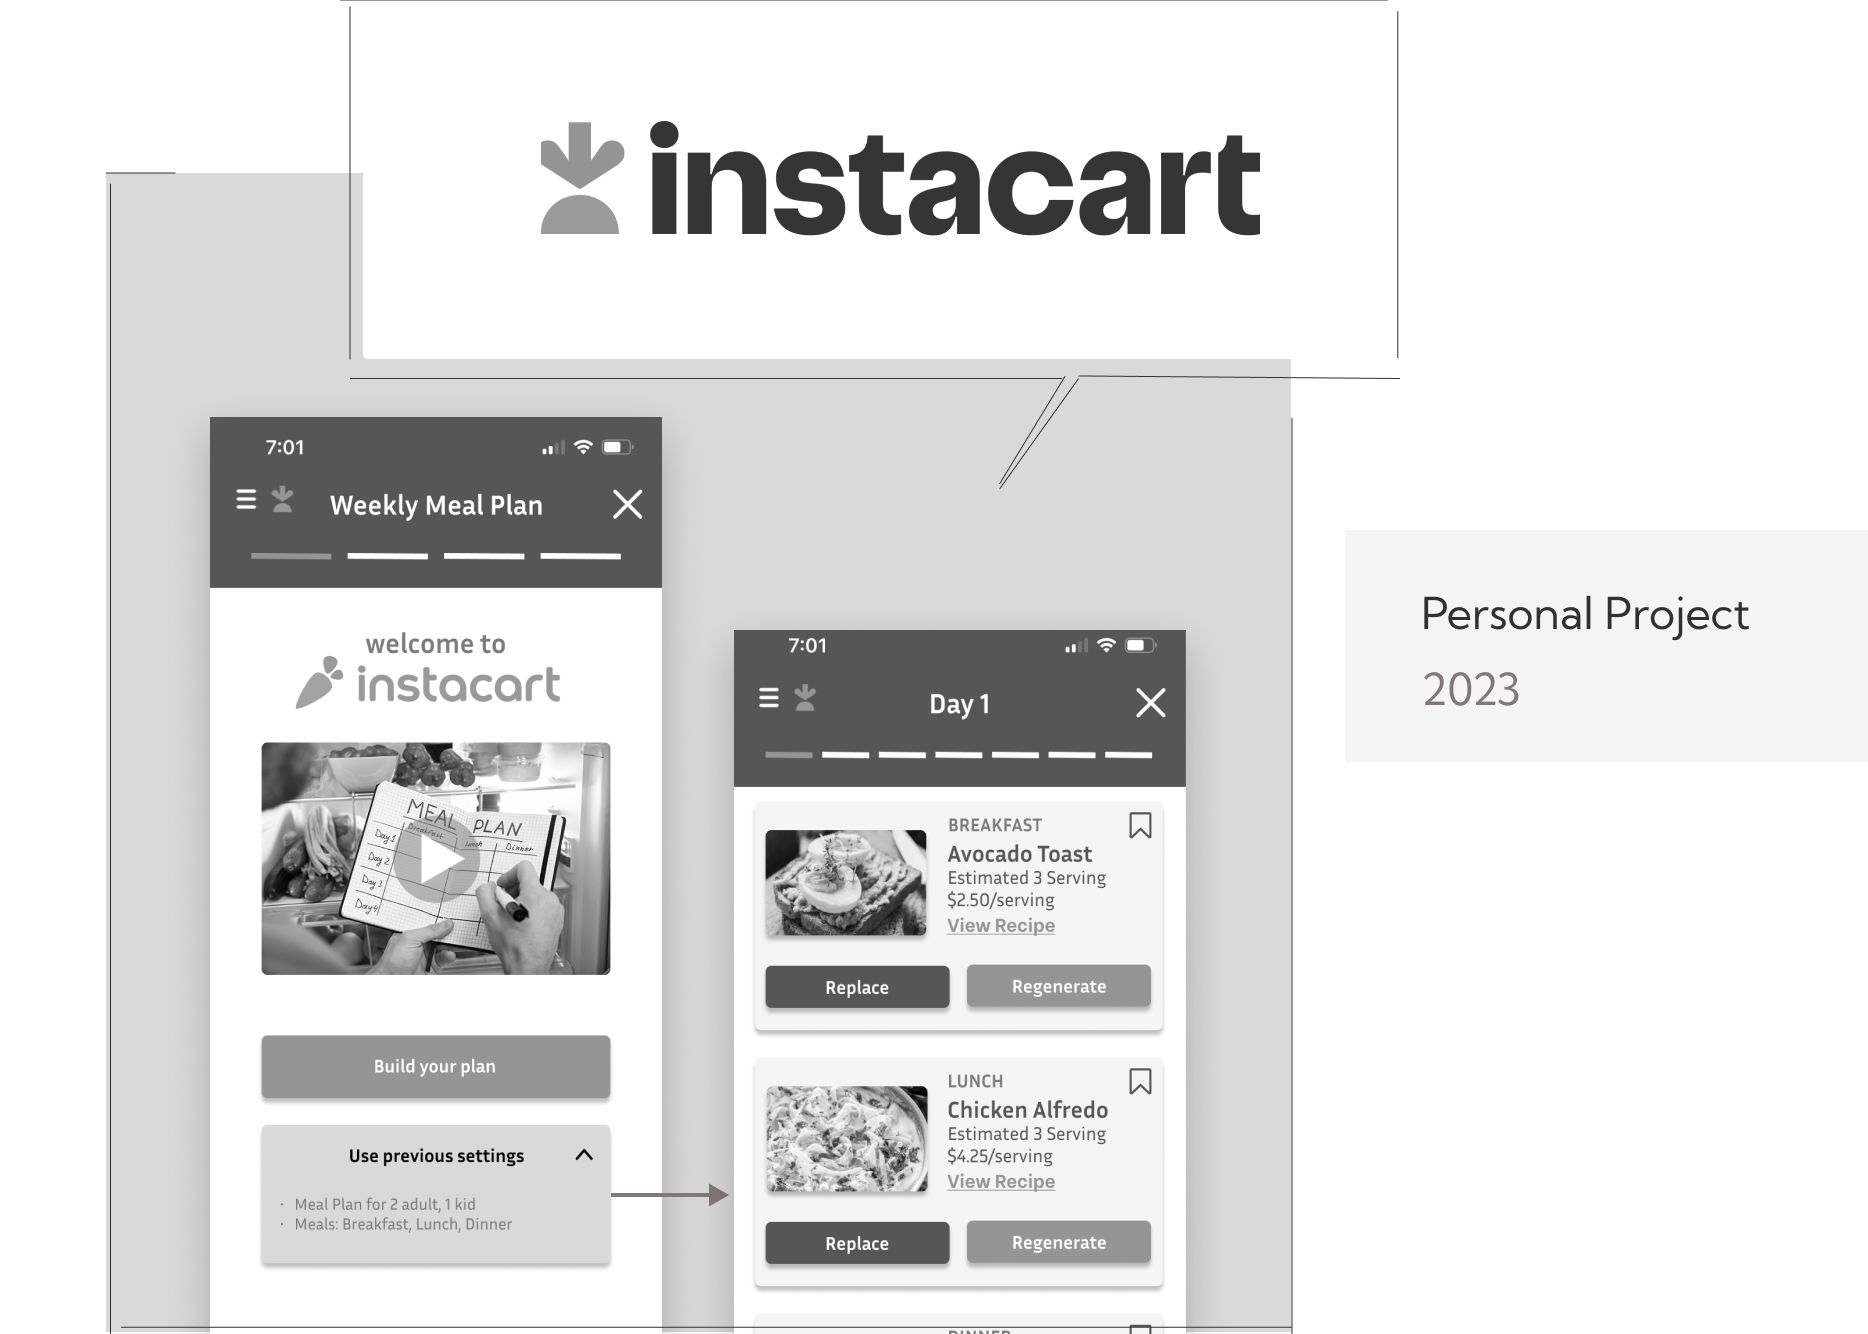 instacart
7:01
Weekly Meal Plan
welcome to
instacart
MEAL PLAN
Breakfast
Lunch
Dinner
Day 1
Day 2
Day 3
Day 4
Build your plan
Use previous settings
· Meal Plan for 2 adult, 1 kid
· Meals: Breakfast, Lunch, Dinner
7:01
Day 1
BREAKFAST
Avocado Toast
Estimated 3 Serving
$2.50/serving
View Recipe
Replace
Regenerate
LUNCH
Chicken Alfredo
Estimated 3 Serving
$4.25/serving
View Recipe
Replace
Regenerate
DINNER
Personal Project
2023